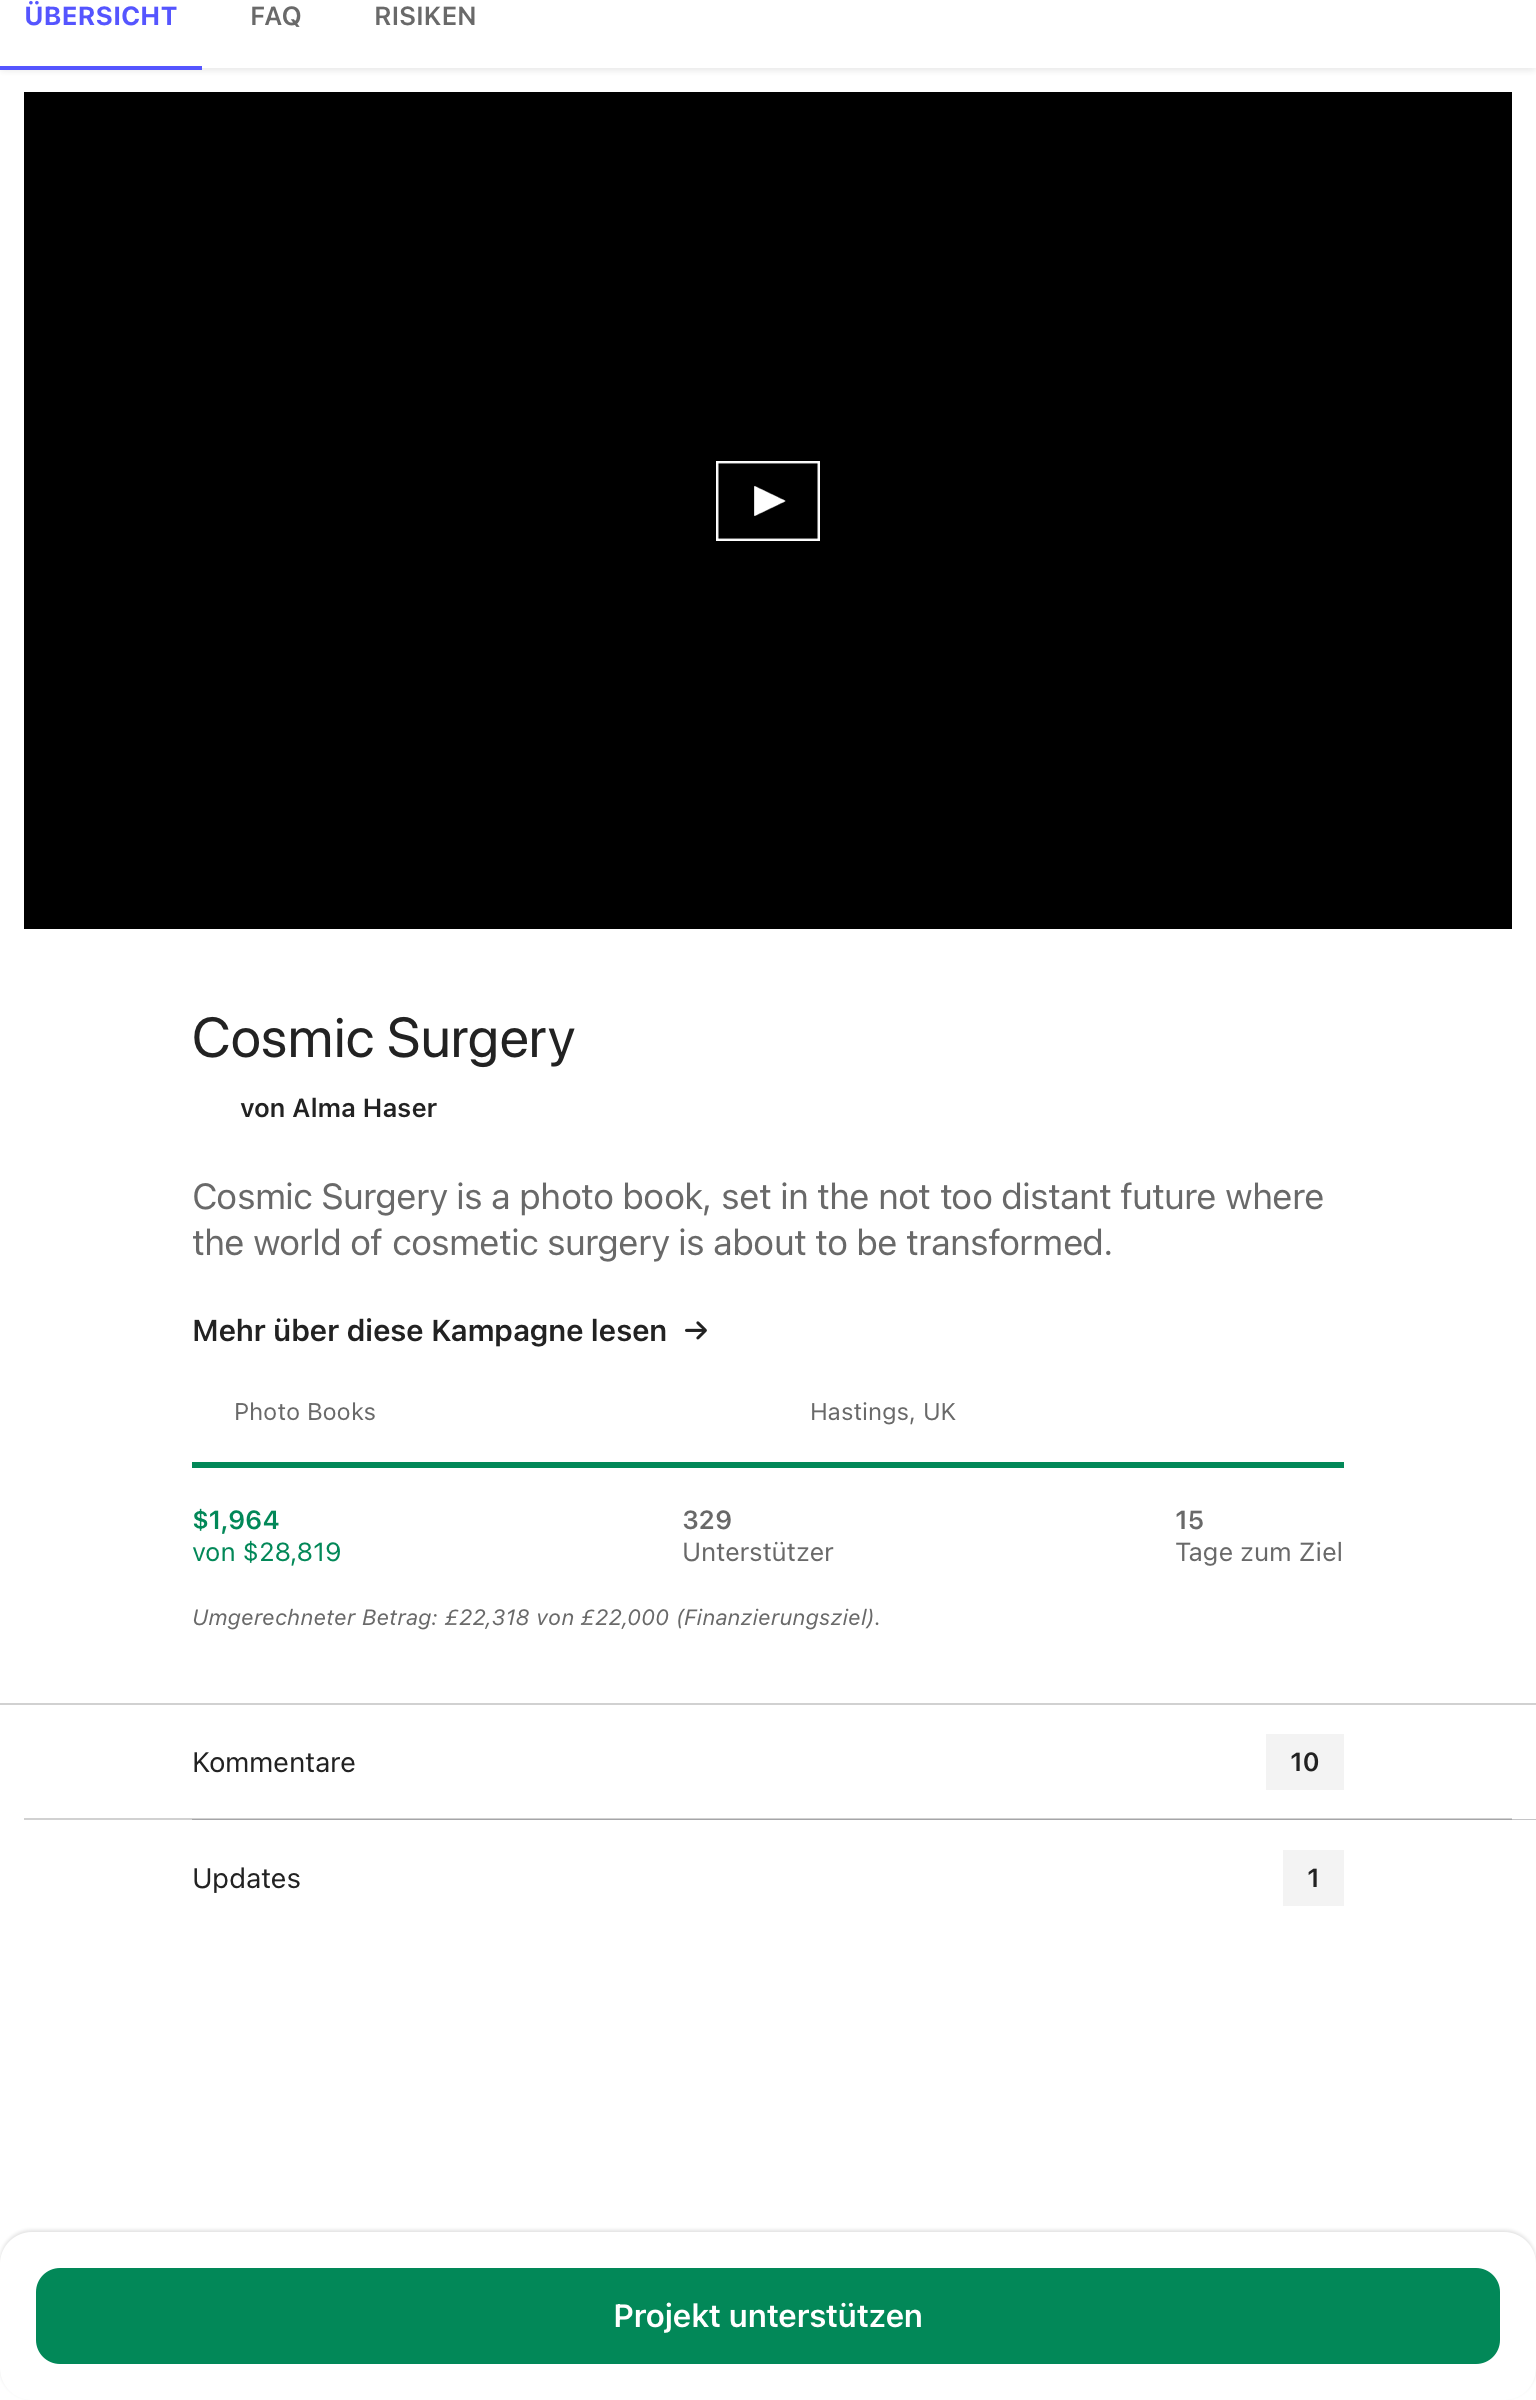 ÜBERSICHT FAQ RISIKEN
Cosmic Surgery
von Alma Haser
Cosmic Surgery is a photo book, set in the not too distant future where
the world of cosmetic surgery is about to be transformed.
Mehr über diese Kampagne lesen →
Photo Books Hastings, UK
$1,964 329 15
von $28,819 Unterstützer Tage zum Ziel
Umgerechneter Betrag: £22,318 von £22,000 (Finanzierungsziel).
Kommentare 10
Updates 1
Projekt unterstützen